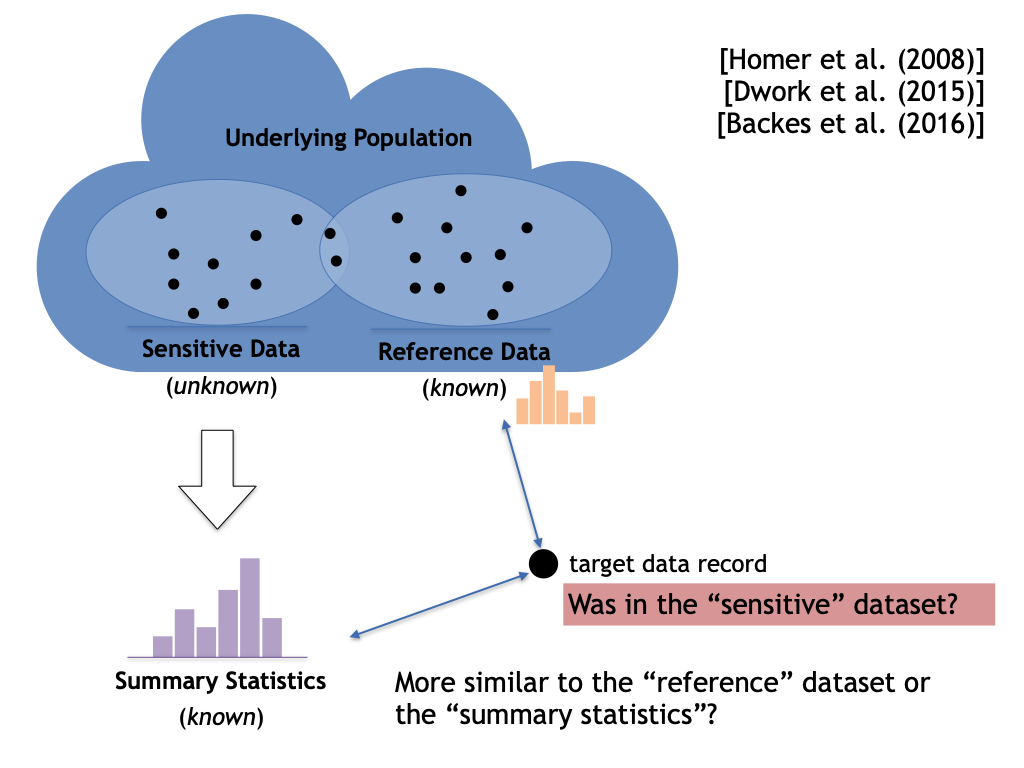 [Homer et al. (2008)]
[Dwork et al. (2015)]
[Backes et al. (2016)]
Underlying Population
Sensitive Data
(unknown)
Reference Data
(known)
target data record
Was in the “sensitive” dataset?
Summary Statistics
(known)
More similar to the “reference” dataset or
the “summary statistics”?